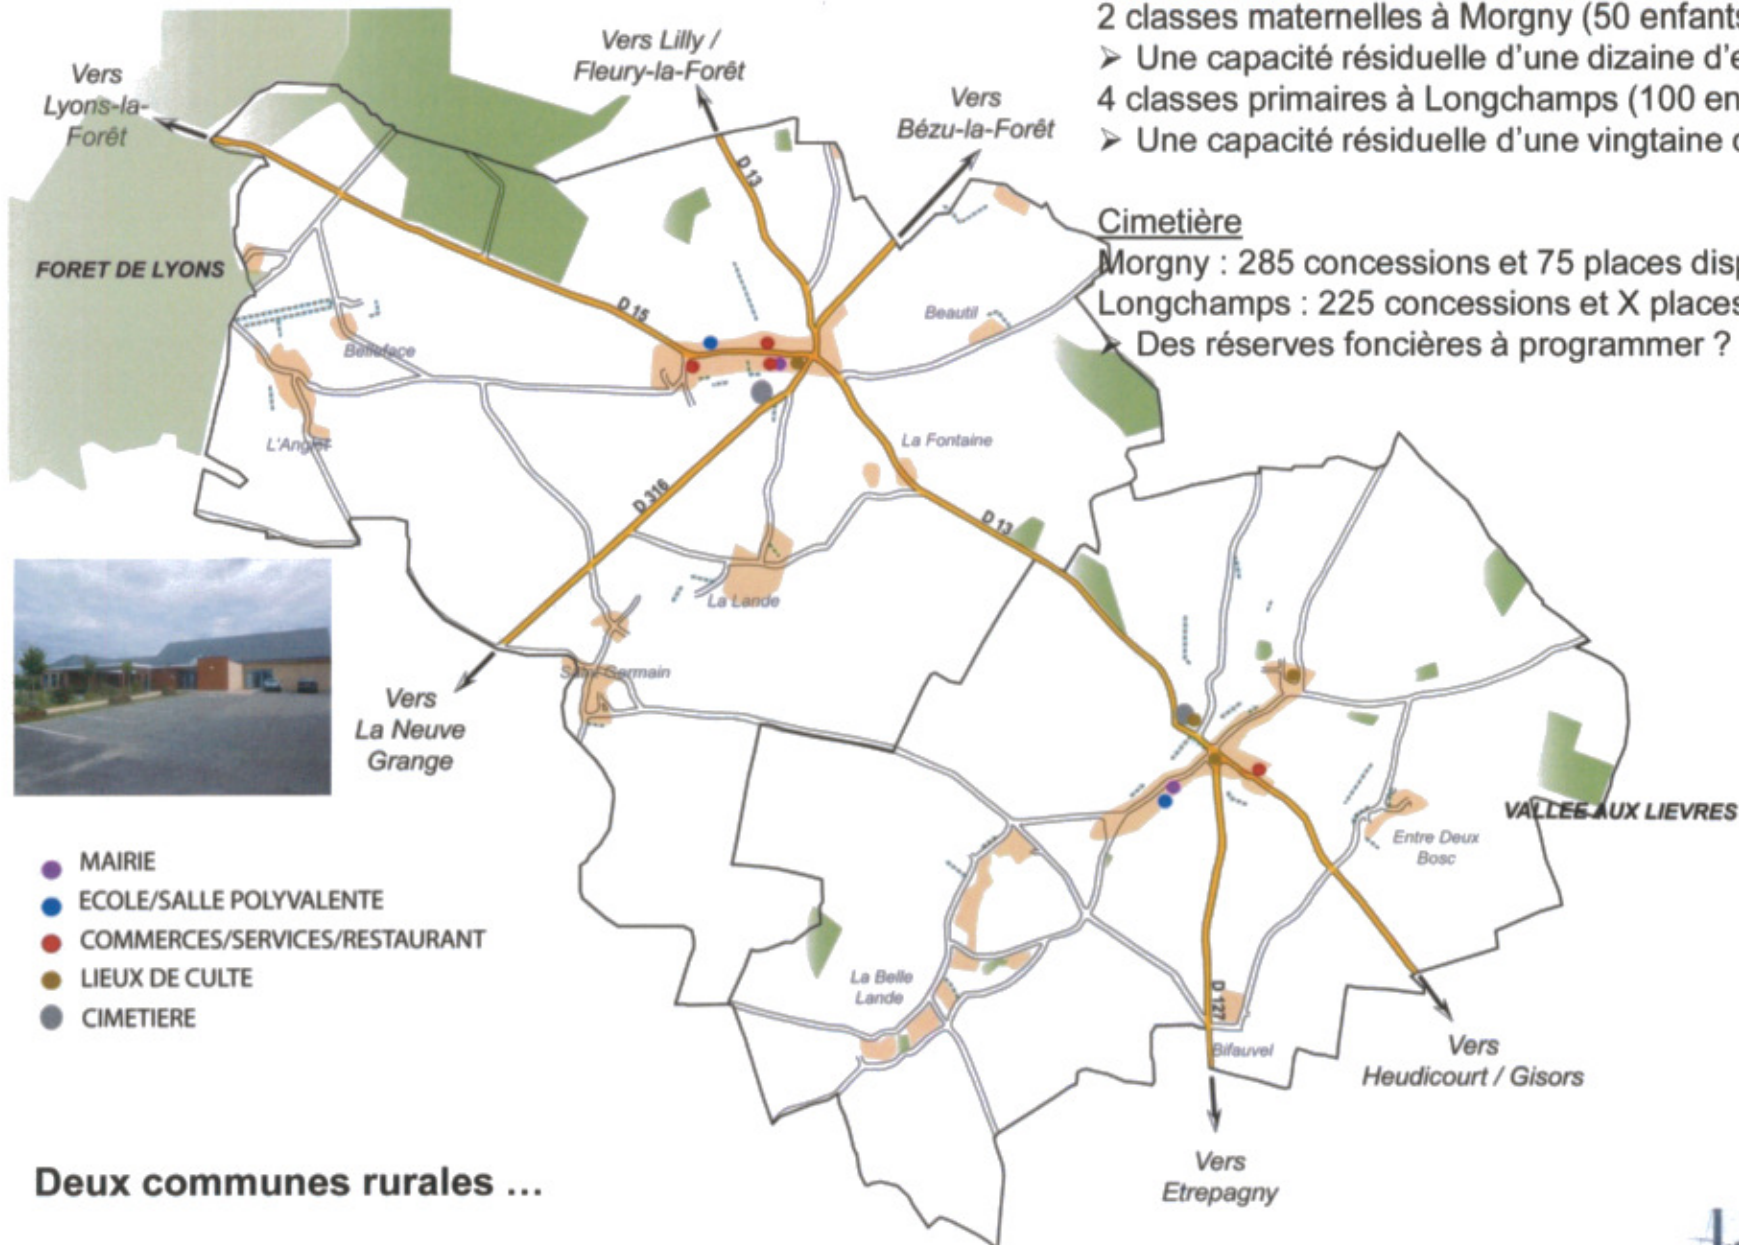 2 classes maternelles à Morgny (50 enfants
➢ Une capacité résiduelle d'une dizaine d'e
4 classes primaires à Longchamps (100 en
➢ Une capacité résiduelle d'une vingtaine
Cimetière
Morgny : 285 concessions et 75 places disp
Longchamps : 225 concessions et X places
➢ Des réserves foncières à programmer ?
Vers
Lyons-la-
Forêt
Vers Lilly /
Fleury-la-Forêt
Vers
Bézu-la-Forêt
FORET DE LYONS
D 13
D 15
Beautil
Belleface
L'Anglet
La Fontaine
D 316
D 13
La Lande
Saint Germain
Vers
La Neuve
Grange
VALLEE AUX LIEVRES
Entre Deux
Bosc
MAIRIE
ECOLE/SALLE POLYVALENTE
COMMERCES/SERVICES/RESTAURANT
LIEUX DE CULTE
CIMETIERE
La Belle
Lande
D 127
Bifauvel
Vers
Heudicourt / Gisors
Vers
Etrepagny
Deux communes rurales ...